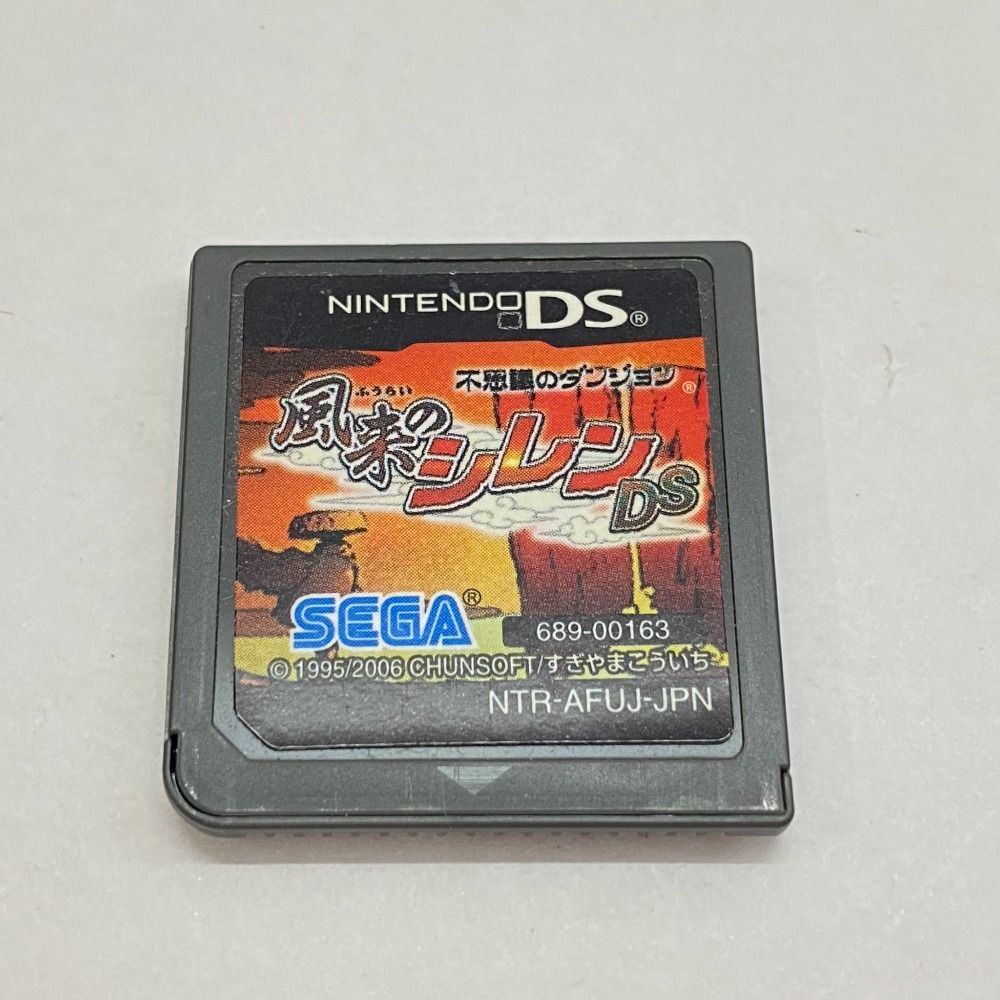 NINTENDO DS®
不思議のダンジョン®
ふうらい
風来のシレンDS
SEGA®
689-00163
© 1995/2006 CHUNSOFT/すぎやまこういち
NTR-AFUJ-JPN